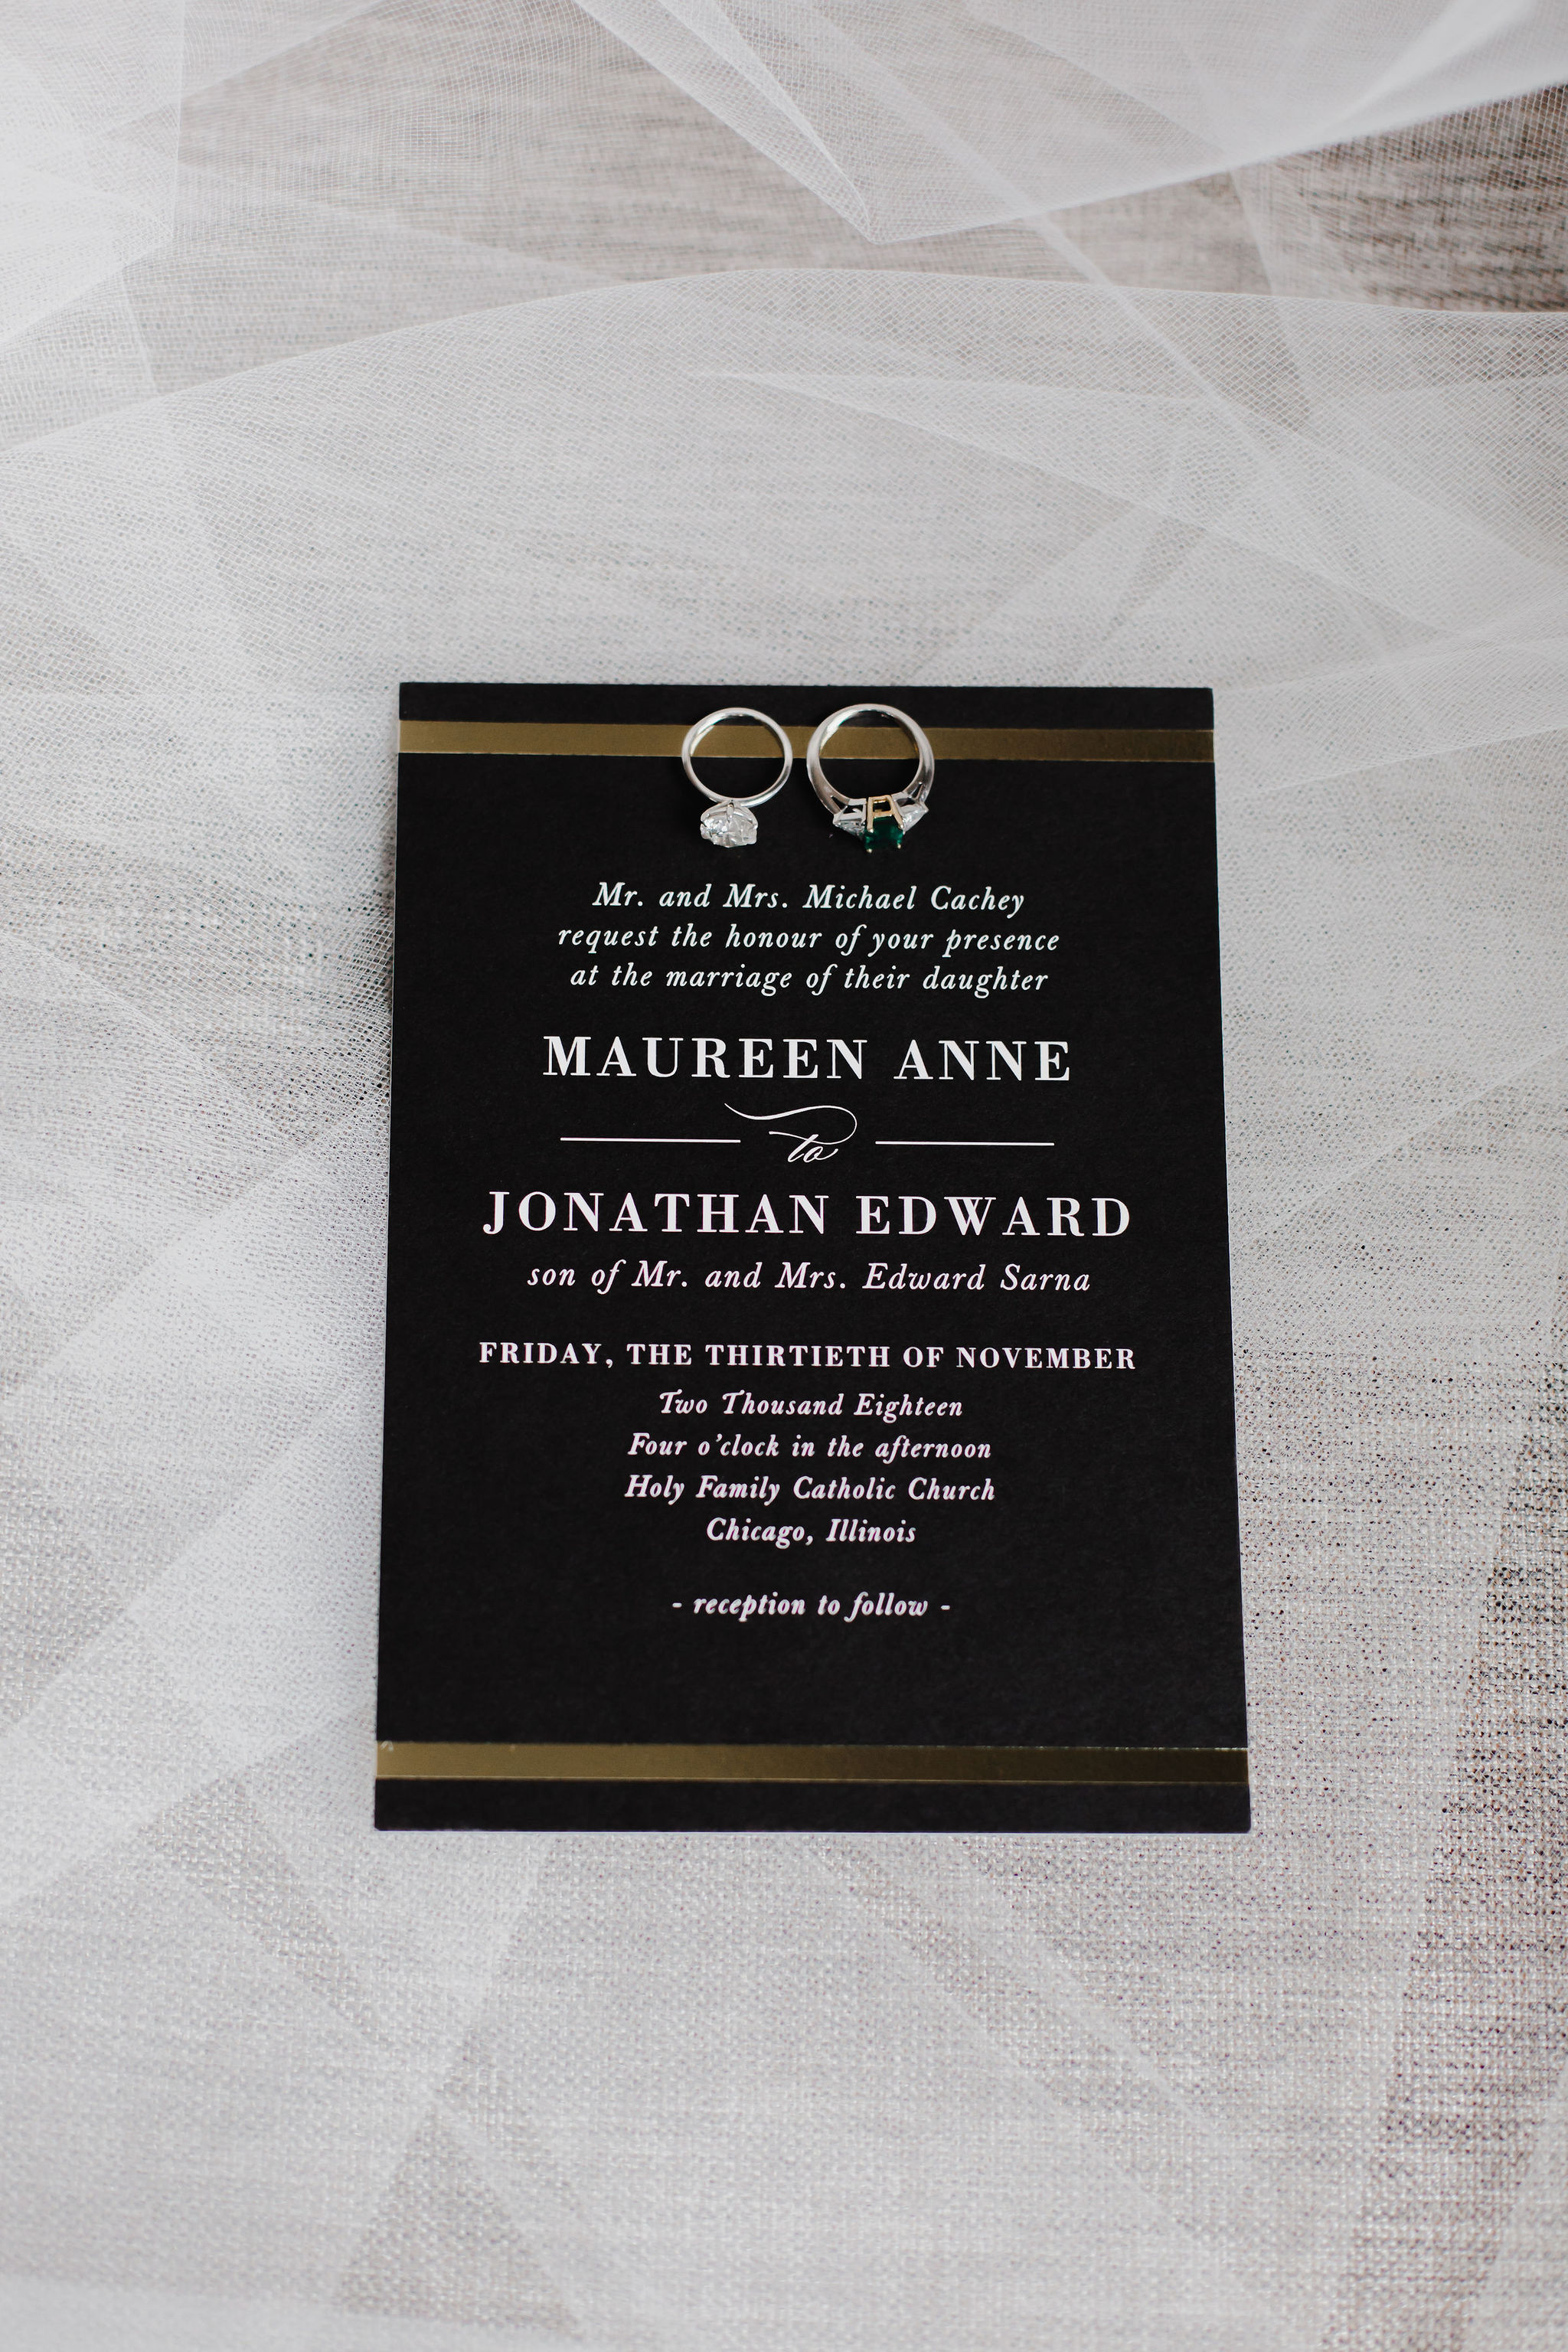 Mr. and Mrs. Michael Cachey
request the honour of your presence
at the marriage of their daughter
MAUREEN ANNE
to
JONATHAN EDWARD
son of Mr. and Mrs. Edward Sarna
FRIDAY, THE THIRTIETH OF NOVEMBER
Two Thousand Eighteen
Four o'clock in the afternoon
Holy Family Catholic Church
Chicago, Illinois
- reception to follow -